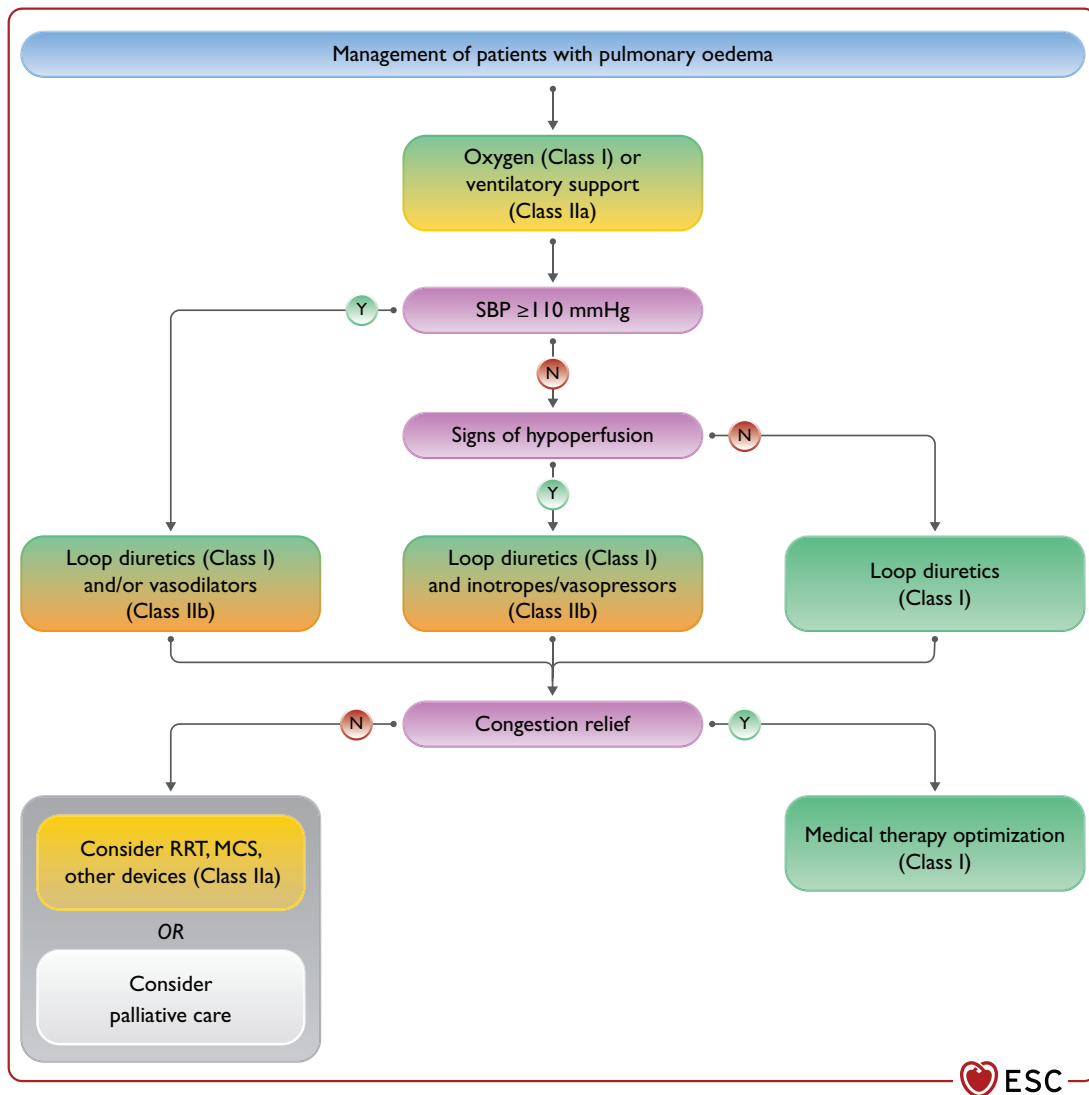 Management of patients with pulmonary oedema
Oxygen (Class I) or
ventilatory support
(Class IIa)
Y
SBP ≥110 mmHg
N
Signs of hypoperfusion
N
Y
Loop diuretics (Class I)
and/or vasodilators
(Class IIb)
Loop diuretics (Class I)
and inotropes/vasopressors
(Class IIb)
Loop diuretics
(Class I)
N
Congestion relief
Y
Consider RRT, MCS,
other devices (Class IIa)
OR
Consider
palliative care
Medical therapy optimization
(Class I)
ESC